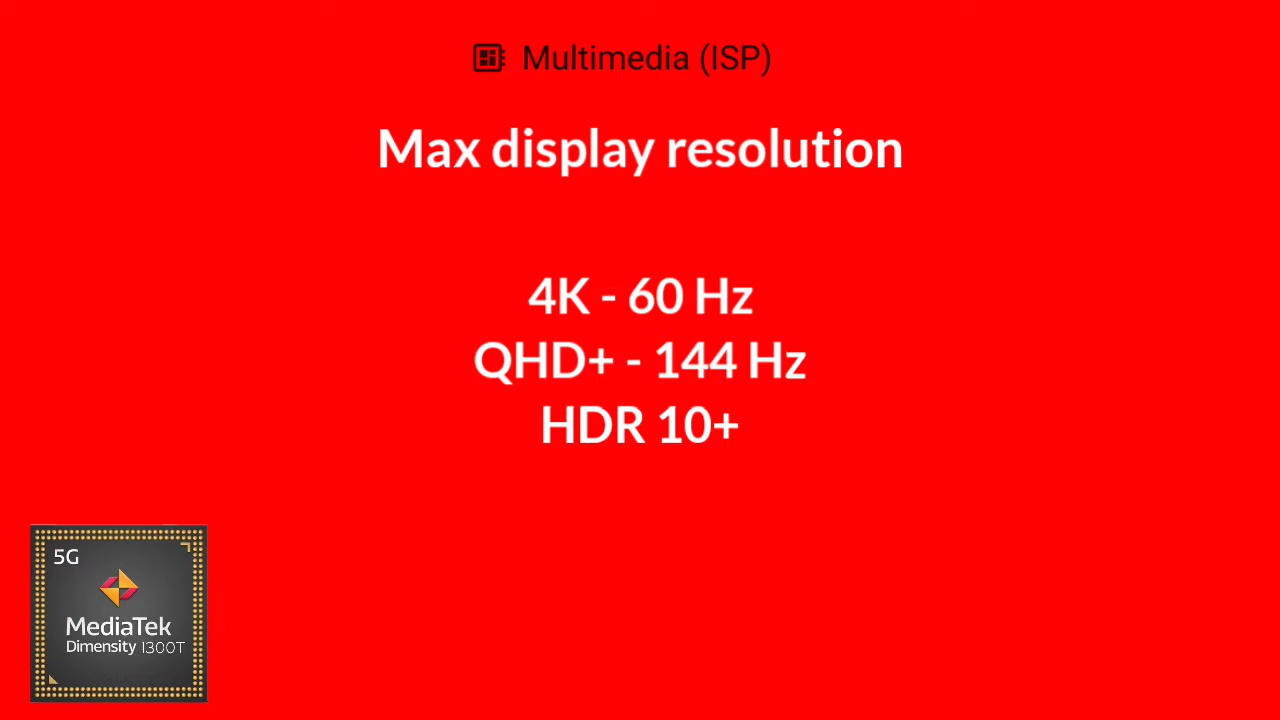 Multimedia (ISP)
Max display resolution
4K - 60 Hz
QHD+ - 144 Hz
HDR 10+
5G
MediaTek
Dimensity 1300T